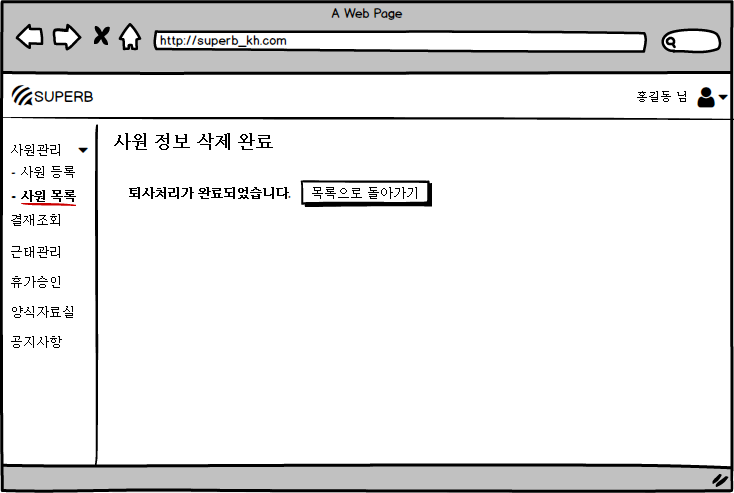 A Web Page
http://superb_kh.com
SUPERB
홍길동 님
사원관리
- 사원 등록
- 사원 목록
결재조회
근태관리
휴가승인
양식자료실
공지사항
사원 정보 삭제 완료
퇴사처리가 완료되었습니다.
목록으로 돌아가기